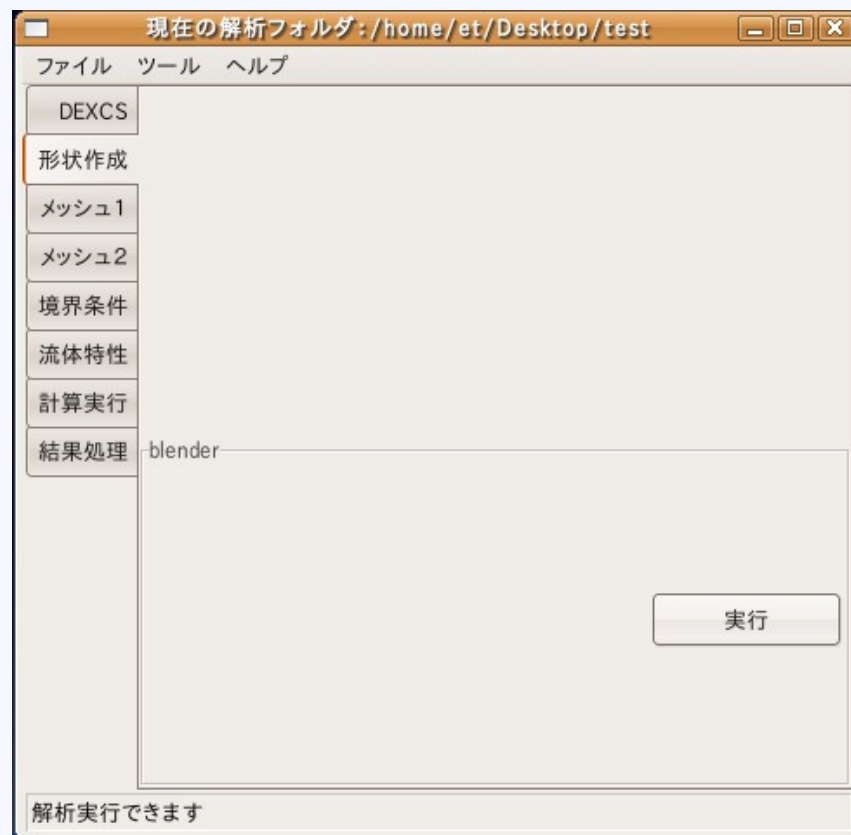 現在の解析フォルダ:/home/et/Desktop/test
ファイル ツール ヘルプ
DEXCS
形状作成
メッシュ1
メッシュ2
境界条件
流体特性
計算実行
結果処理
blender
実行
解析実行できます